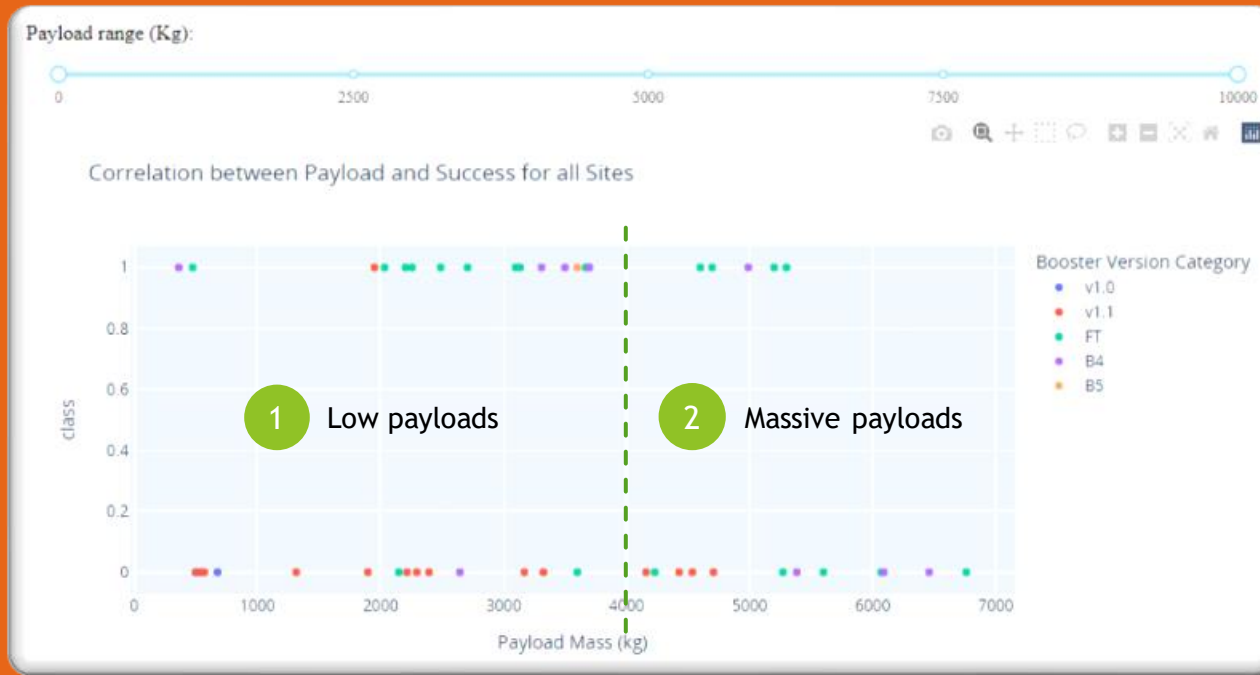 Payload range (Kg):
0 2500 5000 7500 10000
Correlation between Payload and Success for all Sites
1
0.8
0.6
0.4
0.2
0
class
1 Low payloads
2 Massive payloads
0 1000 2000 3000 4000 5000 6000 7000
Payload Mass (kg)
Booster Version Category
v1.0
v1.1
FT
B4
B5